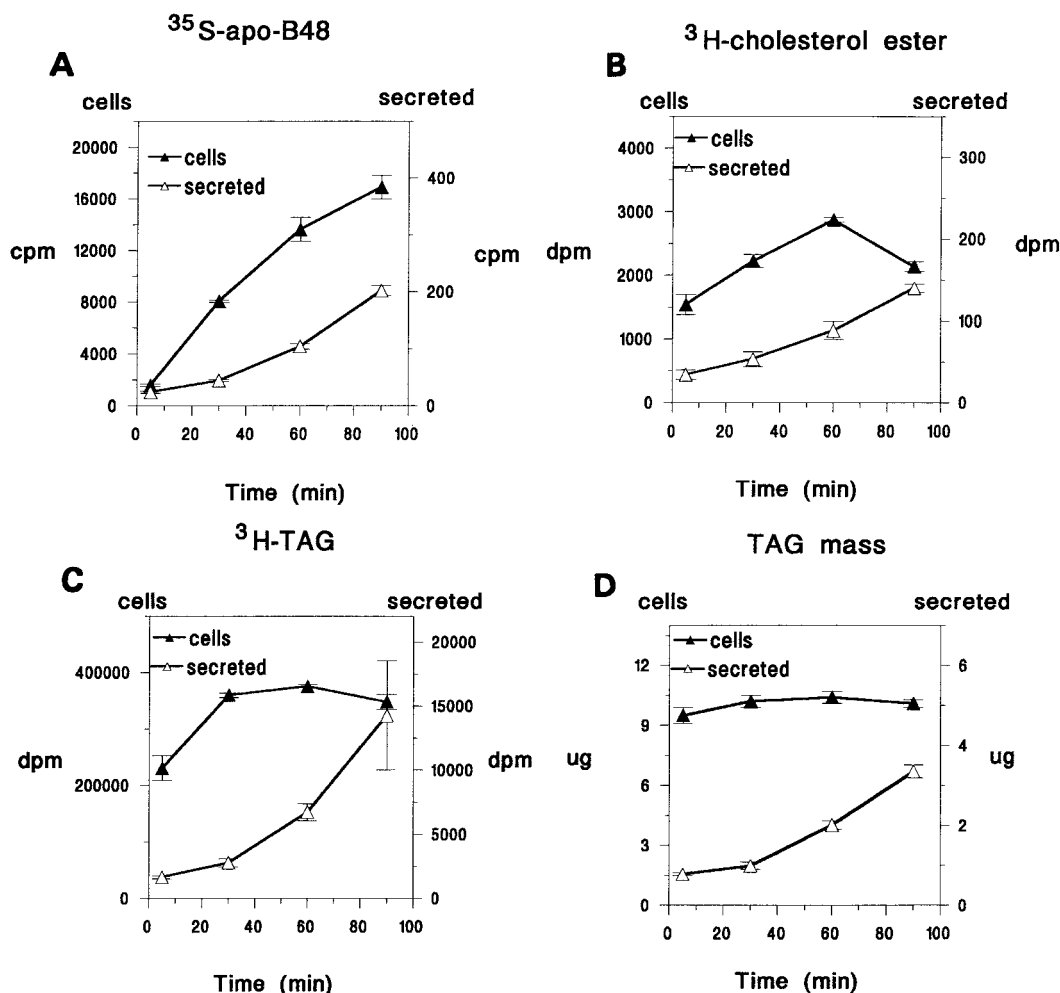 35S-apo-B48
A
cells
secreted
cells
secreted
20000
16000
12000
8000
4000
0
400
200
0
cpm
cpm
0 20 40 60 80 100
Time (min)
3H-cholesterol ester
B
cells
secreted
cells
secreted
4000
3000
2000
1000
0
300
200
100
0
dpm
dpm
0 20 40 60 80 100
Time (min)
3H-TAG
C
cells
secreted
cells
secreted
400000
200000
0
20000
15000
10000
5000
0
dpm
dpm
0 20 40 60 80 100
Time (min)
TAG mass
D
cells
secreted
cells
secreted
12
9
6
3
0
6
4
2
0
ug
ug
0 20 40 60 80 100
Time (min)